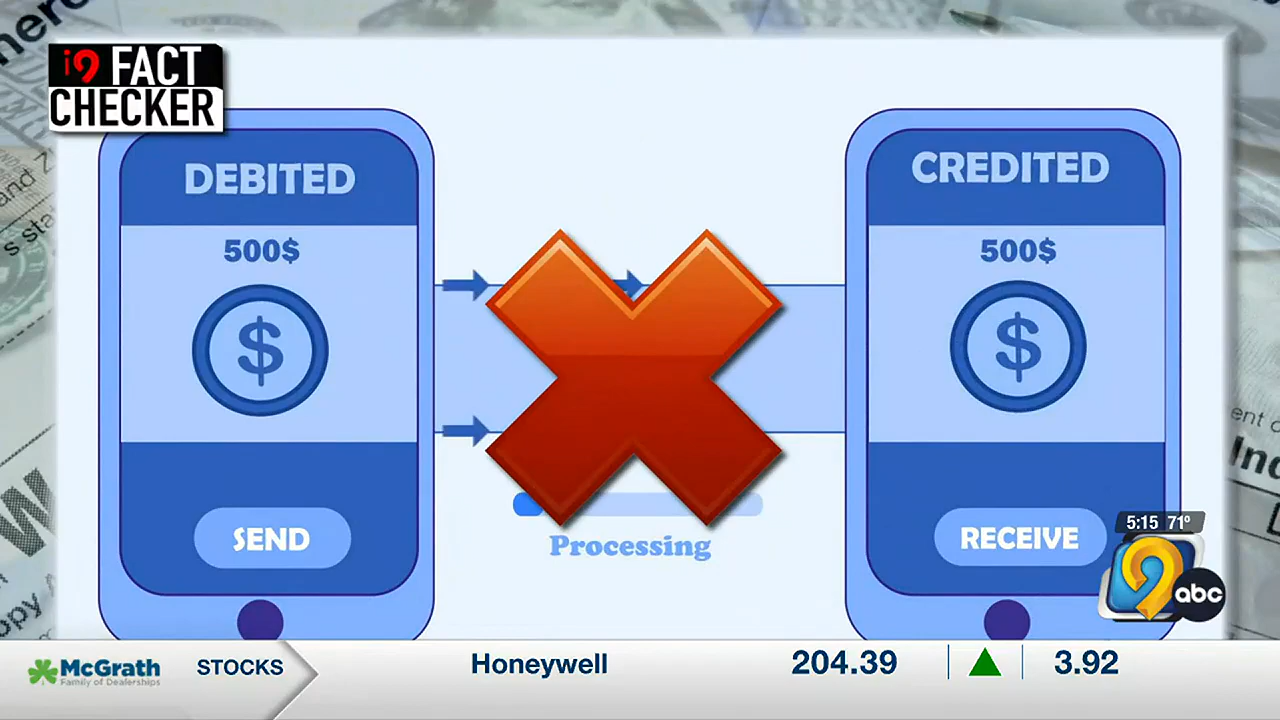 i9 FACT
CHECKER
DEBITED
500$
$
SEND
CREDITED
500$
$
RECEIVE
Processing
5:15 71°
9
abc
McGrath
Family of Dealerships
STOCKS
Honeywell
204.39
3.92